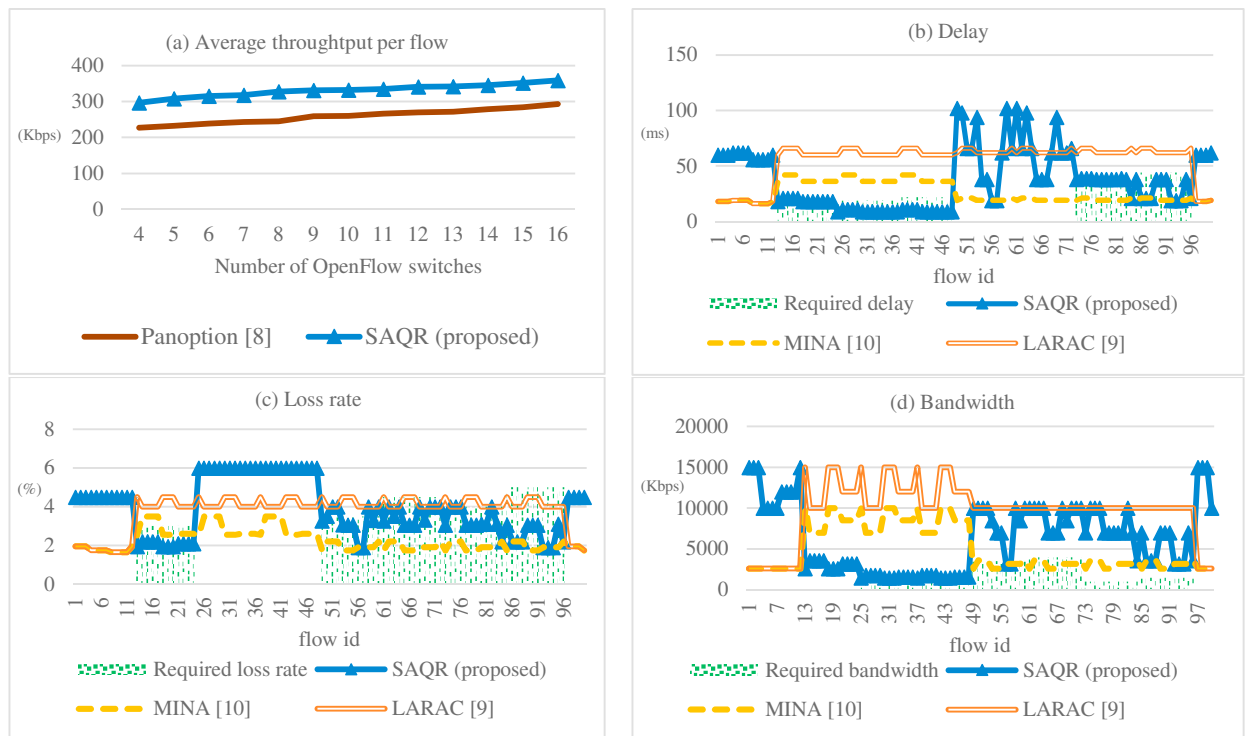 (a) Average throughtput per flow
400
300
(Kbps)
200
100
0
4 5 6 7 8 9 10 11 12 13 14 15 16
Number of OpenFlow switches
Panoption [8] SAQR (proposed)
(b) Delay
150
100
(ms)
50
0
1 6 11 16 21 26 31 36 41 46 51 56 61 66 71 76 81 86 91 96
flow id
Required delay SAQR (proposed)
MINA [10] LARAC [9]
(c) Loss rate
8
6
(%)
4
2
0
1 6 11 16 21 26 31 36 41 46 51 56 61 66 71 76 81 86 91 96
flow id
Required loss rate SAQR (proposed)
MINA [10] LARAC [9]
(d) Bandwidth
20000
15000
(Kbps)
10000
5000
0
1 7 13 19 25 31 37 43 49 55 61 67 73 79 85 91 97
flow id
Required bandwidth SAQR (proposed)
MINA [10] LARAC [9]